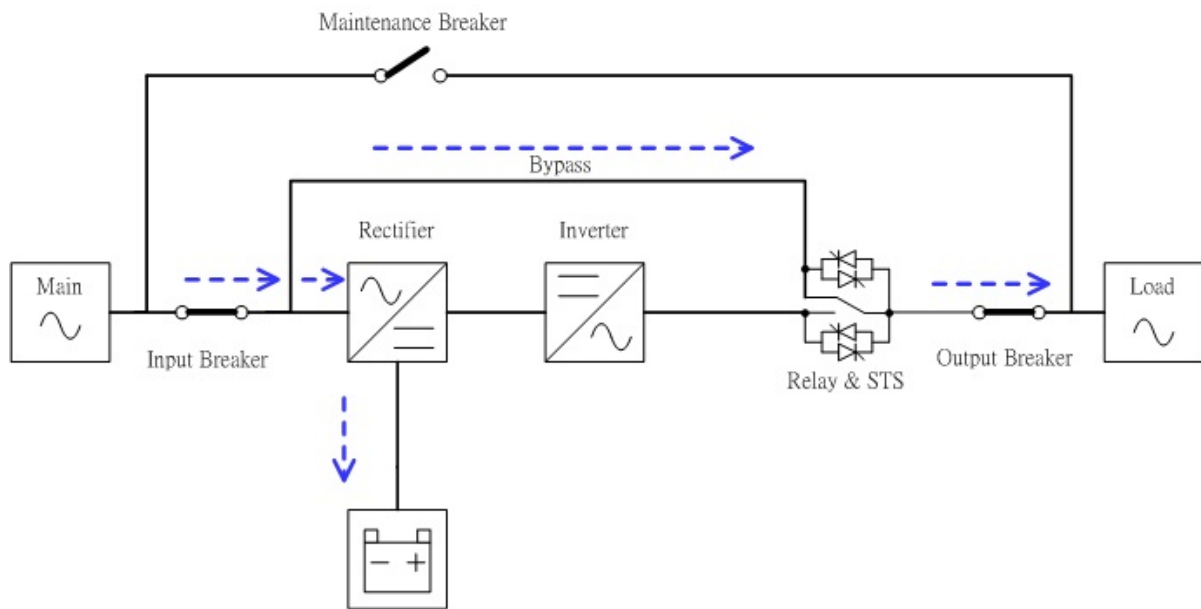 Maintenance Breaker
Bypass
Rectifier
Inverter
Main
Load
Input Breaker
Relay & STS
Output Breaker